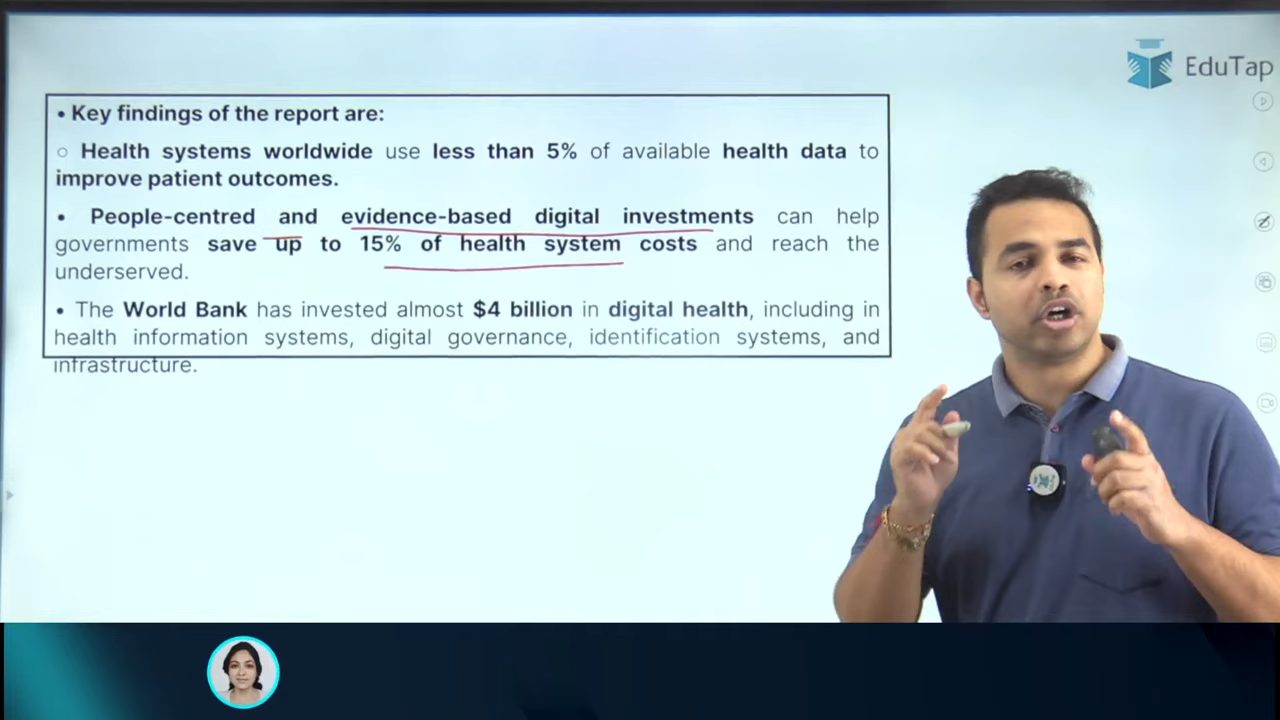 EduTap
• Key findings of the report are:
○ Health systems worldwide use less than 5% of available health data to
improve patient outcomes.
• People-centred and evidence-based digital investments can help
governments save up to 15% of health system costs and reach the
underserved.
• The World Bank has invested almost $4 billion in digital health, including in
health information systems, digital governance, identification systems, and
infrastructure.